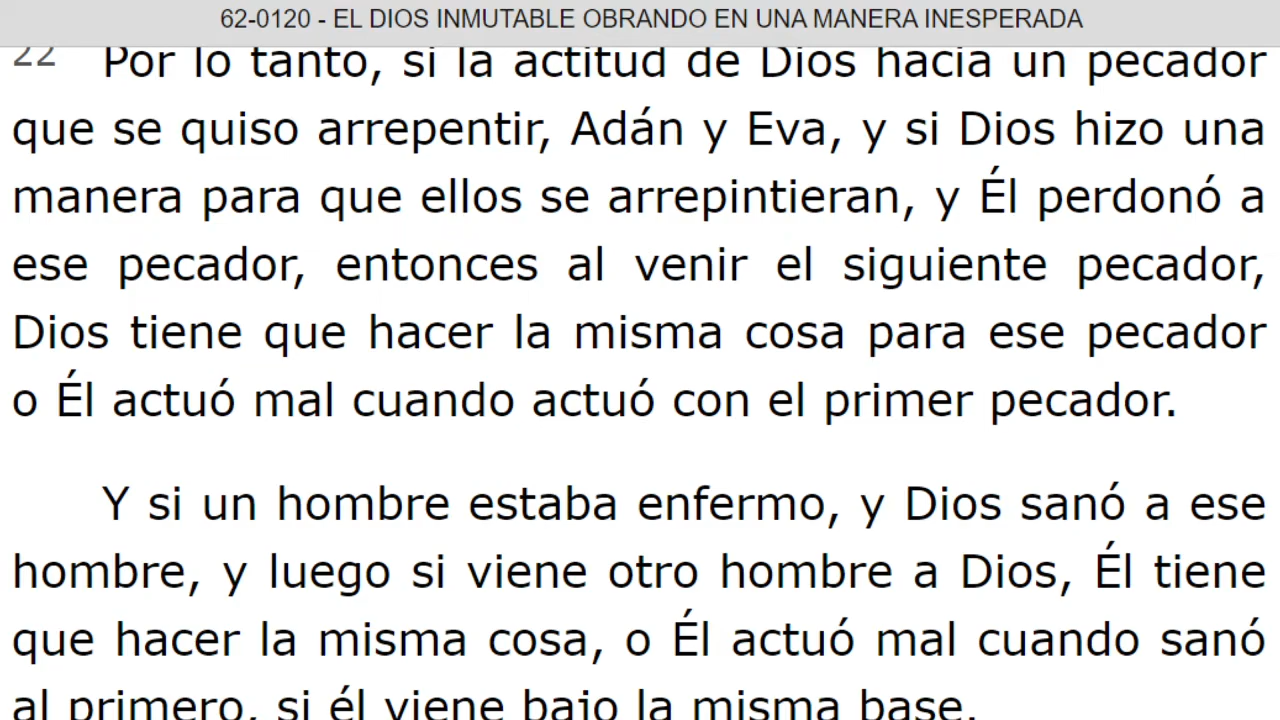 62-0120 - EL DIOS INMUTABLE OBRANDO EN UNA MANERA INESPERADA
22 Por lo tanto, si la actitud de Dios hacia un pecador
que se quiso arrepentir, Adán y Eva, y si Dios hizo una
manera para que ellos se arrepintieran, y Él perdonó a
ese pecador, entonces al venir el siguiente pecador,
Dios tiene que hacer la misma cosa para ese pecador
o Él actuó mal cuando actuó con el primer pecador.
Y si un hombre estaba enfermo, y Dios sanó a ese
hombre, y luego si viene otro hombre a Dios, Él tiene
que hacer la misma cosa, o Él actuó mal cuando sanó
al primero, si él viene bajo la misma base.